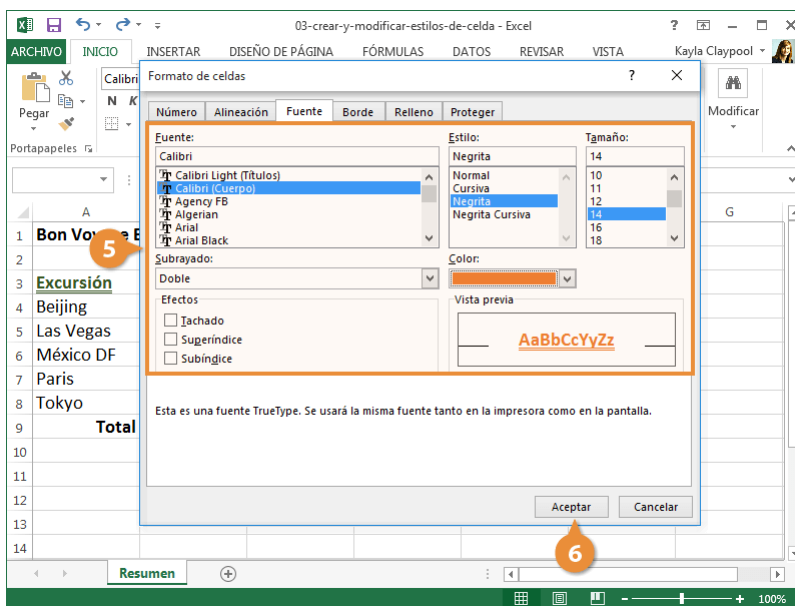 03-crear-y-modificar-estilos-de-celda - Excel
ARCHIVO INICIO INSERTAR DISEÑO DE PÁGINA FÓRMULAS DATOS REVISAR VISTA Kayla Claypool
Pegar
Portapapeles
Calibri
N K
Modificar
Formato de celdas
Número Alineación Fuente Borde Relleno Proteger
Fuente: Estilo: Tamaño:
Calibri Negrita 14
Calibri Light (Títulos) Normal 10
Calibri (Cuerpo) Cursiva 11
Agency FB Negrita 12
Algerian Negrita Cursiva 14
Arial 16
Arial Black 18
5
Subrayado: Color:
Doble
Efectos Vista previa
Tachado
Superíndice
Subíndice
AaBbCcYyZz
Esta es una fuente TrueType. Se usará la misma fuente tanto en la impresora como en la pantalla.
Aceptar Cancelar
6
A G
1 Bon
2
3 Excursión
4 Beijing
5 Las Vegas
6 México DF
7 Paris
8 Tokyo
9 Total
10
11
12
13
14
Resumen
100%